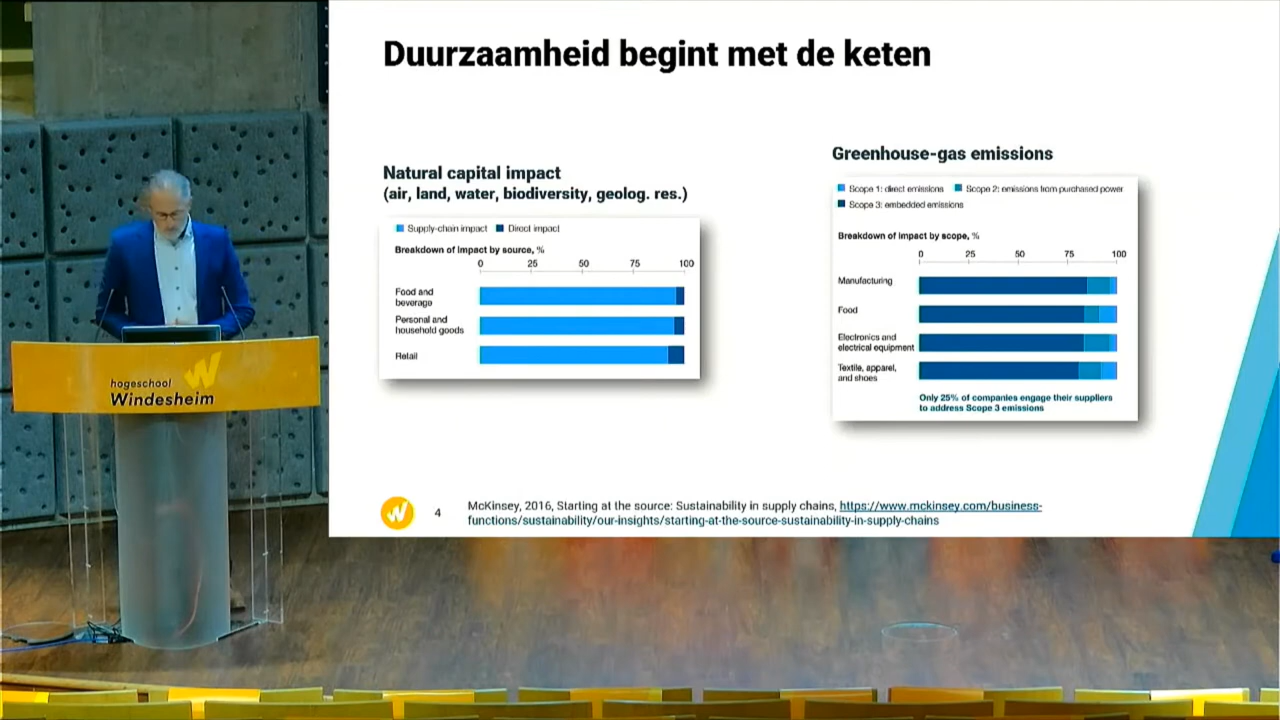 Duurzaamheid begint met de keten
Natural capital impact
(air, land, water, biodiversity, geolog. res.)
Supply-chain impact Direct impact
Breakdown of impact by source, %
0 25 50 75 100
Food and
beverage
Personal and
household goods
Retail
Greenhouse-gas emissions
Scope 1: direct emissions Scope 2: emissions from purchased power
Scope 3: embedded emissions
Breakdown of impact by scope, %
0 25 50 75 100
Manufacturing
Food
Electronics and
electrical equipment
Textile, apparel,
and shoes
Only 25% of companies engage their suppliers
to address Scope 3 emissions
4
McKinsey, 2016, Starting at the source: Sustainability in supply chains, https://www.mckinsey.com/business-
functions/sustainability/our-insights/starting-at-the-source-sustainability-in-supply-chains
hogeschool
Windesheim